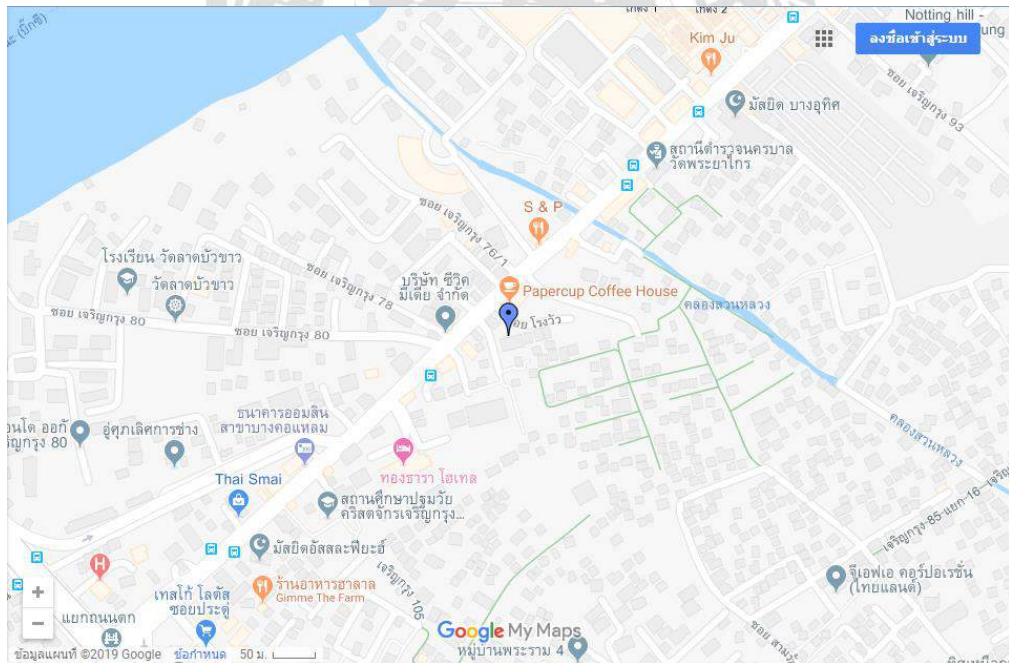 Notting hill -
ลงชื่อเข้าสู่ระบบ
Kim Ju
ซอย เจริญกรุง 93
มัสยิด บางอุทิศ
สถานีตำรวจนครบาล
วัดพระยาไกร
S & P
ซอย เจริญกรุง 76/1
โรงเรียน วัดลาดบัวขาว
วัดลาดบัวขาว
บริษัท ซีวิค
มีเดีย จำกัด
Papercup Coffee House
ซอย เจริญกรุง 78
ซอย เจริญกรุง 80
โรงวัว
คลองสวนหลวง
ธนาคารออมสิน
สาขาบางคอแหลม
อู่ศุภเลิศการช่าง
คลองสวนหลวง
ทองธารา โฮเทล
Thai Smai
สถานศึกษาปฐมวัย
คริสตจักรเจริญกรุง...
เจริญกรุง-85-แยก-16
มัสยิดอัสสละฟียะฮ์
ร้านอาหารฮาลาล
Gimme The Farm
เจริญกรุง 105
H
จีเอฟเอ คอร์ปอเรชั่น
(ไทยแลนด์)
เทสโก้ โลตัส
ซอยประดู่
แยกถนนตก
Google My Maps
หมู่บ้านพระราม 4
ข้อมูลแผนที่ ©2019 Google ข้อกำหนด 50 ม.